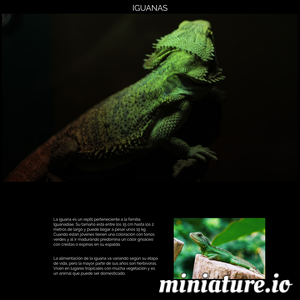 IGUANAS
La iguana es un reptil perteneciente a la familia
Iguanadiae. Su tamaño está entre los 15 cm hasta los 2
metros de largo y puede llegar a pesar unos 15 kg.
Cuando están jóvenes tienen una coloración con tonos
verdes y al ir madurando predomina un color grisáceo
con crestas o espinas en su espalda.
La alimentación de la iguana va variando según su etapa
de vida, pero la mayor parte de sus años son herbívoras.
Viven en lugares tropicales con mucha vegetación y es
un animal que puede ser domesticado.
miniature.io